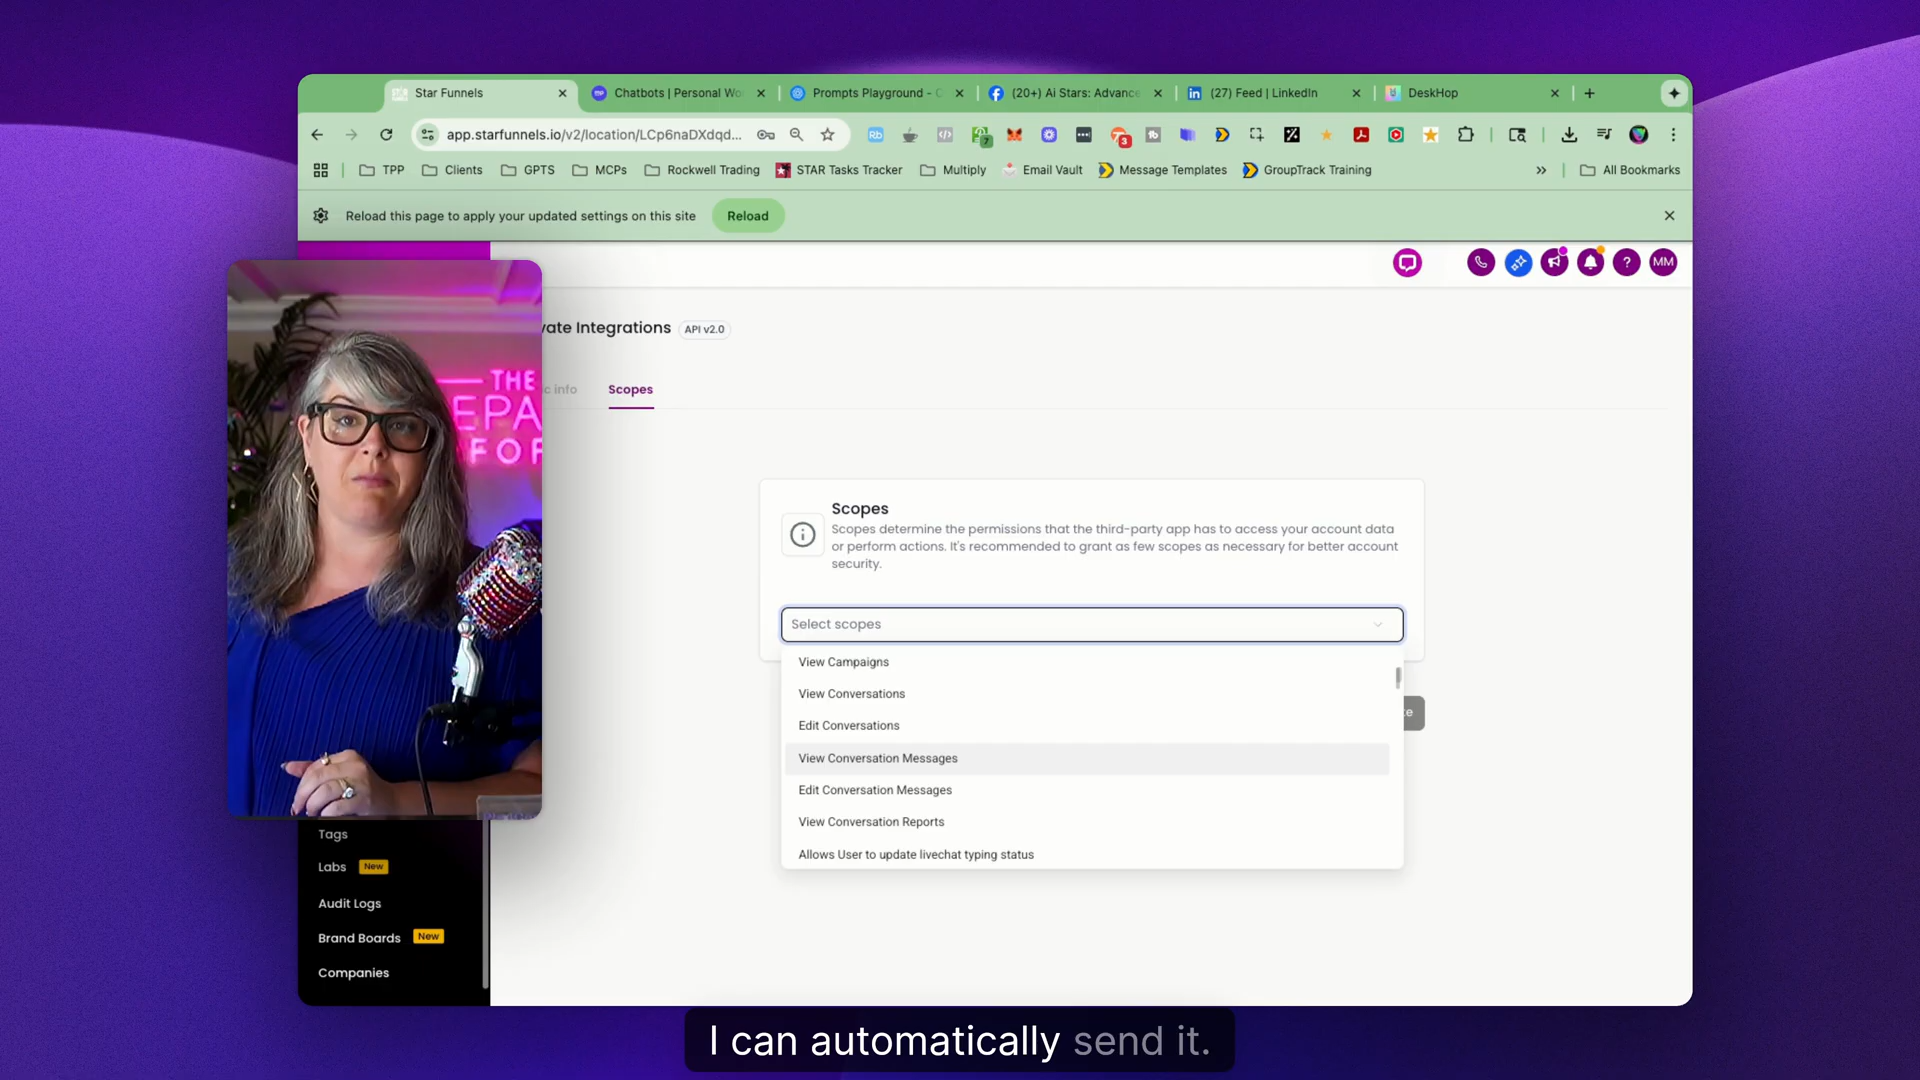 Star Funnels
Chatbots | Personal Wo
Prompts Playground - C
(20+) Ai Stars: Advance
(27) Feed | LinkedIn
DeskHop
app.starfunnels.io/v2/location/LCp6naDXdqd...
TPP
Clients
GPTS
MCPs
Rockwell Trading
STAR Tasks Tracker
Multiply
Email Vault
Message Templates
GroupTrack Training
All Bookmarks
Reload this page to apply your updated settings on this site
Reload
MM
vate Integrations
API v2.0
c info
Scopes
THE
EPA
FOR
Scopes
Scopes determine the permissions that the third-party app has to access your account data
or perform actions. It's recommended to grant as few scopes as necessary for better account
security.
Select scopes
View Campaigns
View Conversations
Edit Conversations
View Conversation Messages
Edit Conversation Messages
View Conversation Reports
Allows User to update livechat typing status
Tags
Labs New
Audit Logs
Brand Boards New
Companies
I can automatically send it.